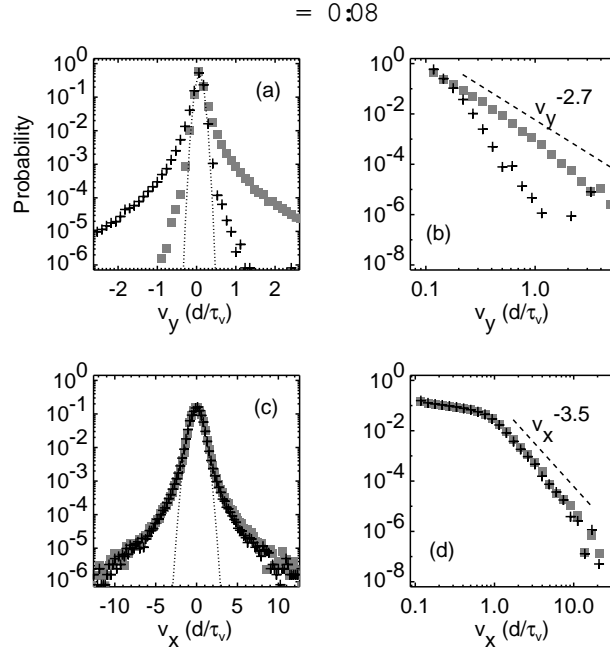 = 0:08
10^0
10^-1
10^-2
10^-3
10^-4
10^-5
10^-6
Probability
(a)
-2 -1 0 1 2
v_y (d/τ_v)
10^0
10^-2
10^-4
10^-6
10^-8
v_y^-2.7
(b)
0.1 1.0
v_y (d/τ_v)
10^0
10^-1
10^-2
10^-3
10^-4
10^-5
10^-6
(c)
-10 -5 0 5 10
v_x (d/τ_v)
10^0
10^-2
10^-4
10^-6
10^-8
v_x^-3.5
(d)
0.1 1.0 10.0
v_x (d/τ_v)